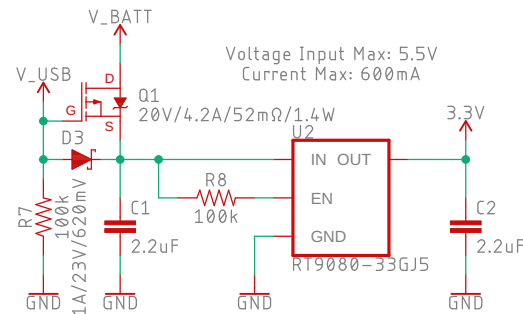 V_BATT
Voltage Input Max: 5.5V
Current Max: 600mA
V_USB
D
Q1
G
20V/4.2A/52mΩ/1.4W
S
3.3V
D3
U2
IN OUT
R8
EN
100k
R7
100k
1A/23V/620mV
C1
2.2uF
GND
C2
2.2uF
RT9080-33GJ5
GND
GND
GND
GND